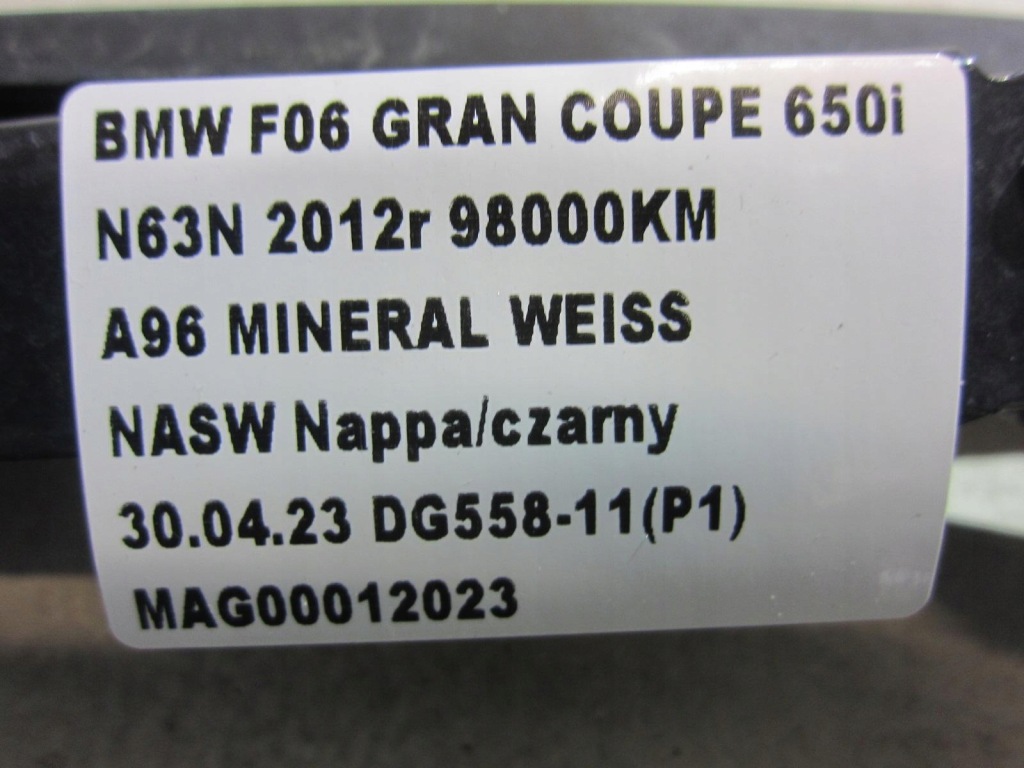 BMW F06 GRAN COUPE 650i
N63N 2012r 98000KM
A96 MINERAL WEISS
NASW Nappa/czarny
30.04.23 DG558-11(P1)
MAG00012023